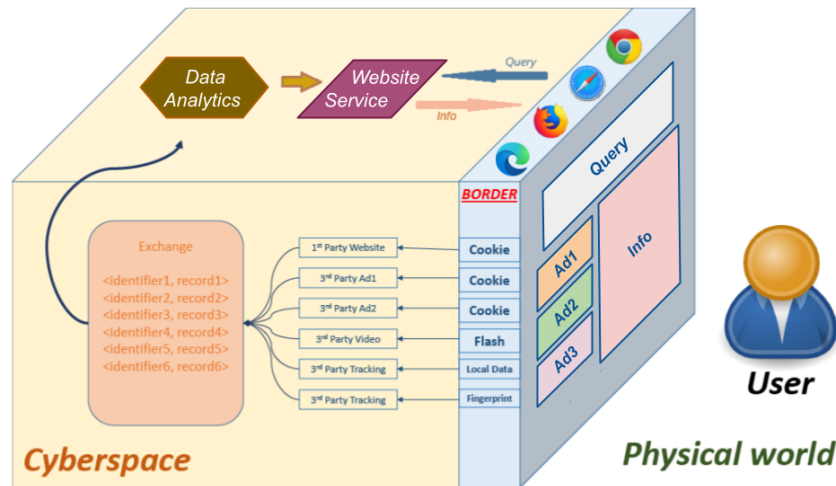 Data
Analytics
Website
Service
Query
Info
BORDER
Query
Info
Ad1
Ad2
Ad3
Exchange
<identifier1, record1>
<identifier2, record2>
<identifier3, record3>
<identifier4, record4>
<identifier5, record5>
<identifier6, record6>
1st Party Website
Cookie
3rd Party Ad1
Cookie
3rd Party Ad2
Cookie
3rd Party Video
Flash
3rd Party Tracking
Local Data
3rd Party Tracking
Fingerprint
User
Cyberspace
Physical world